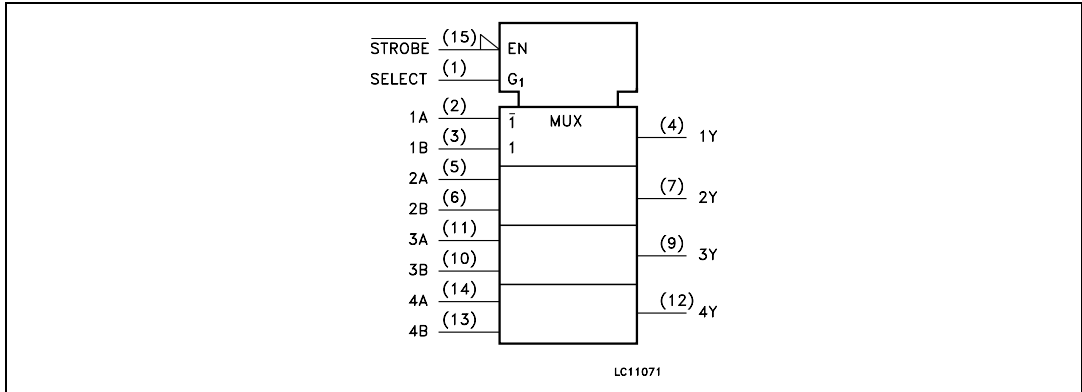 S̅T̅R̅O̅B̅E̅ (15) EN
SELECT (1) G₁
1A (2) 1̅ MUX
(4) 1Y
1B (3) 1
2A (5)
(7) 2Y
2B (6)
3A (11)
(9) 3Y
3B (10)
4A (14)
(12) 4Y
4B (13)
LC11071